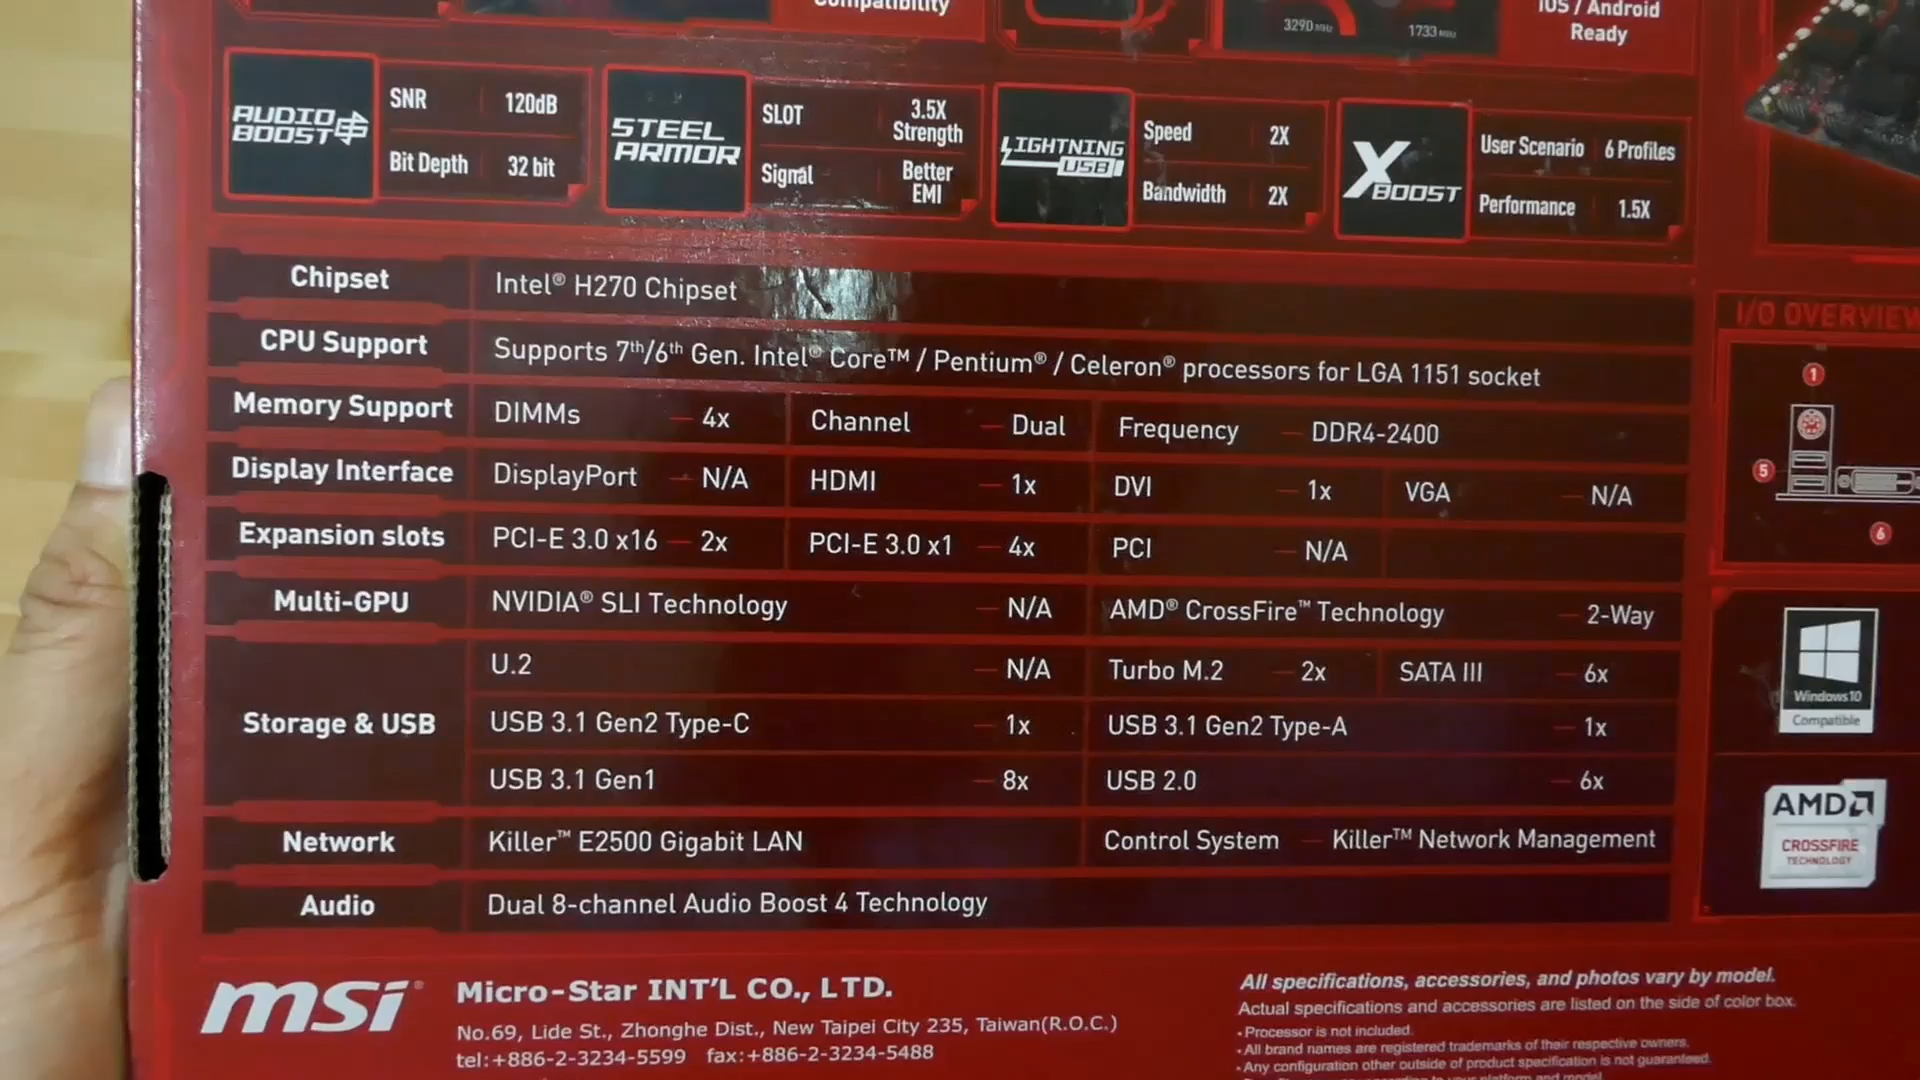 Compatibility
3290 MHz
1733 MHz
iOS / Android
Ready
AUDIO
BOOST
SNR 120dB
Bit Depth 32 bit
STEEL
ARMOR
SLOT 3.5X
Strength
Signal Better
EMI
LIGHTNING
USB
Speed 2X
Bandwidth 2X
X
BOOST
User Scenario 6 Profiles
Performance 1.5X
Chipset Intel® H270 Chipset
CPU Support Supports 7th/6th Gen. Intel® Core™ / Pentium® / Celeron® processors for LGA 1151 socket
Memory Support DIMMs — 4x Channel — Dual Frequency — DDR4-2400
Display Interface DisplayPort — N/A HDMI — 1x DVI — 1x VGA — N/A
Expansion slots PCI-E 3.0 x16 — 2x PCI-E 3.0 x1 — 4x PCI — N/A
Multi-GPU NVIDIA® SLI Technology — N/A AMD® CrossFire™ Technology — 2-Way
Storage & USB U.2 — N/A Turbo M.2 — 2x SATA III — 6x
USB 3.1 Gen2 Type-C — 1x USB 3.1 Gen2 Type-A — 1x
USB 3.1 Gen1 — 8x USB 2.0 — 6x
Network Killer™ E2500 Gigabit LAN Control System — Killer™ Network Management
Audio Dual 8-channel Audio Boost 4 Technology
I/O OVERVIEW
1
5
6
Windows 10
Compatible
AMD
CROSSFIRE
TECHNOLOGY
msi®
Micro-Star INT'L CO., LTD.
No.69, Lide St., Zhonghe Dist., New Taipei City 235, Taiwan(R.O.C.)
tel:+886-2-3234-5599 fax:+886-2-3234-5488
All specifications, accessories, and photos vary by model.
Actual specifications and accessories are listed on the side of color box.
• Processor is not included.
• All brand names are registered trademarks of their respective owners.
• Any configuration other outside of product specification is not guaranteed.